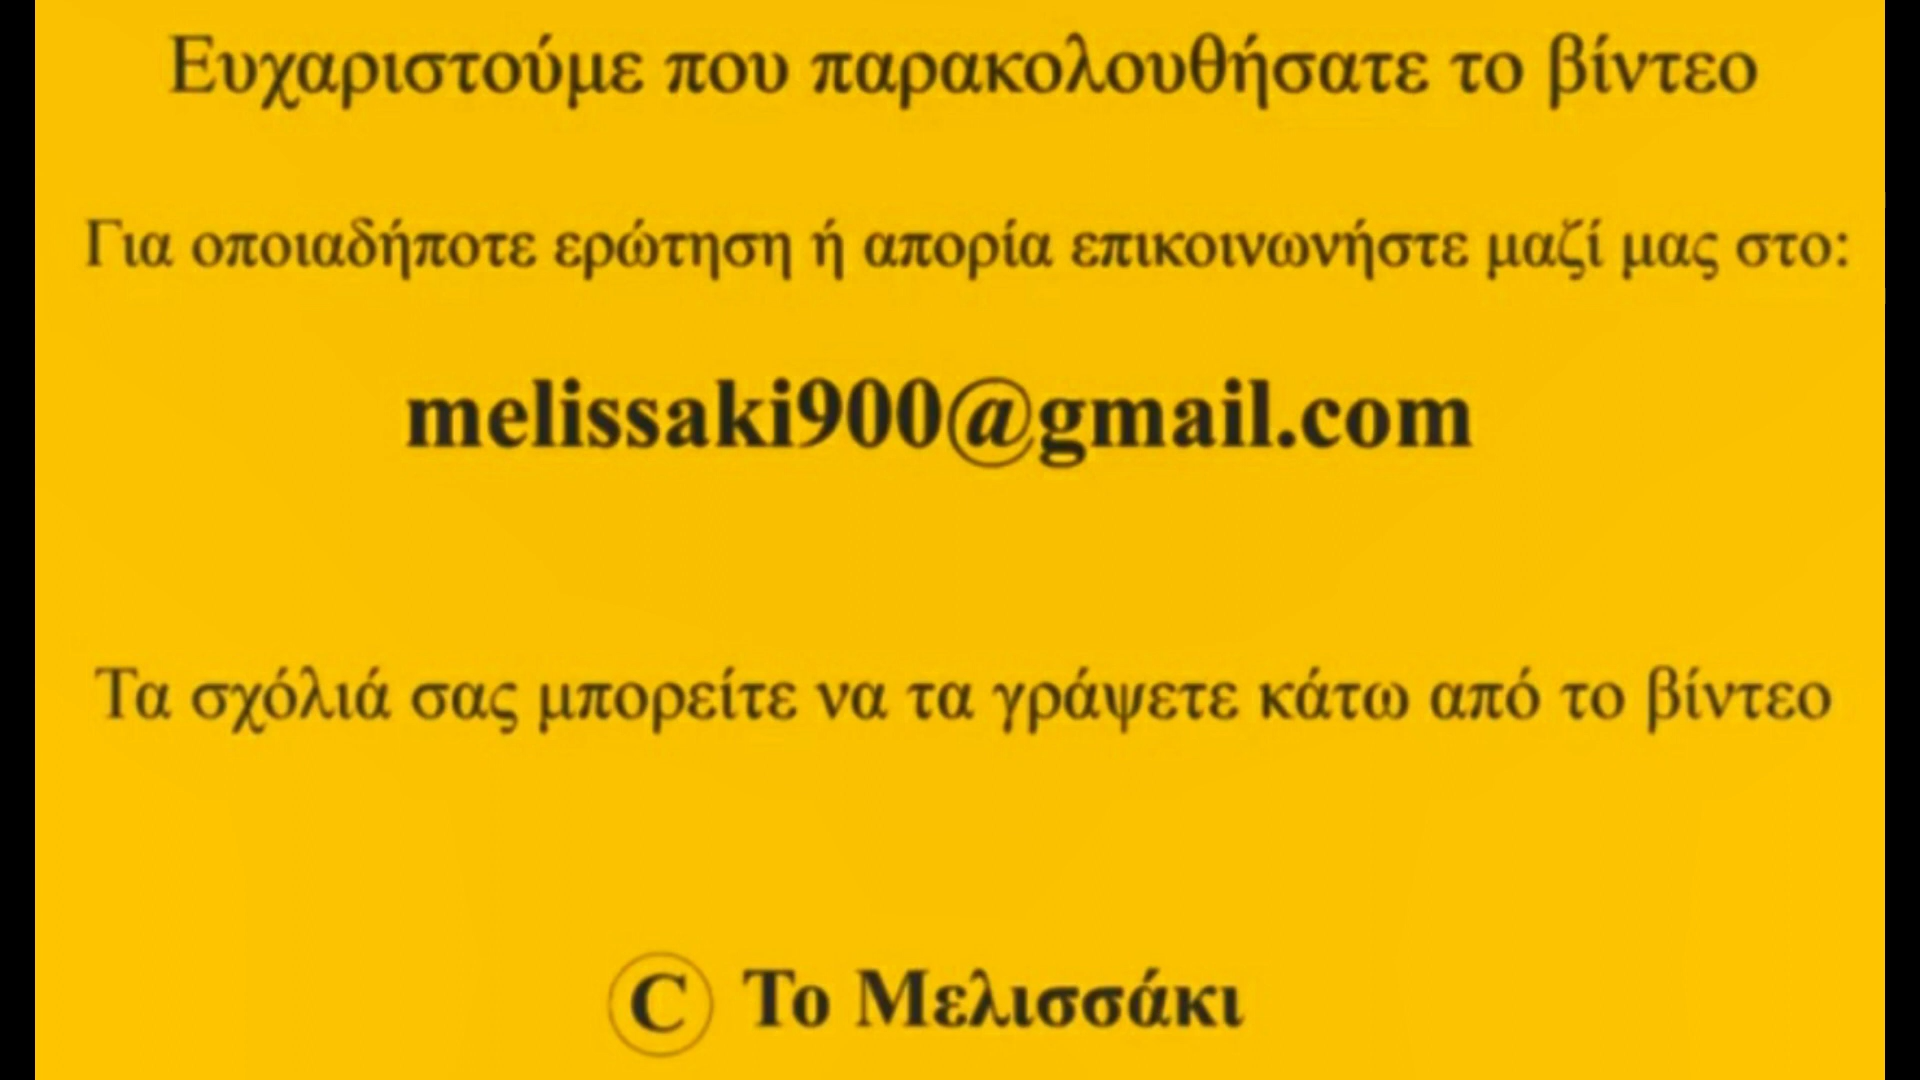 Ευχαριστούμε που παρακολουθήσατε το βίντεο
Για οποιαδήποτε ερώτηση ή απορία επικοινωνήστε μαζί μας στο:
melissaki900@gmail.com
Τα σχόλιά σας μπορείτε να τα γράψετε κάτω από το βίντεο
© Το Μελισσάκι